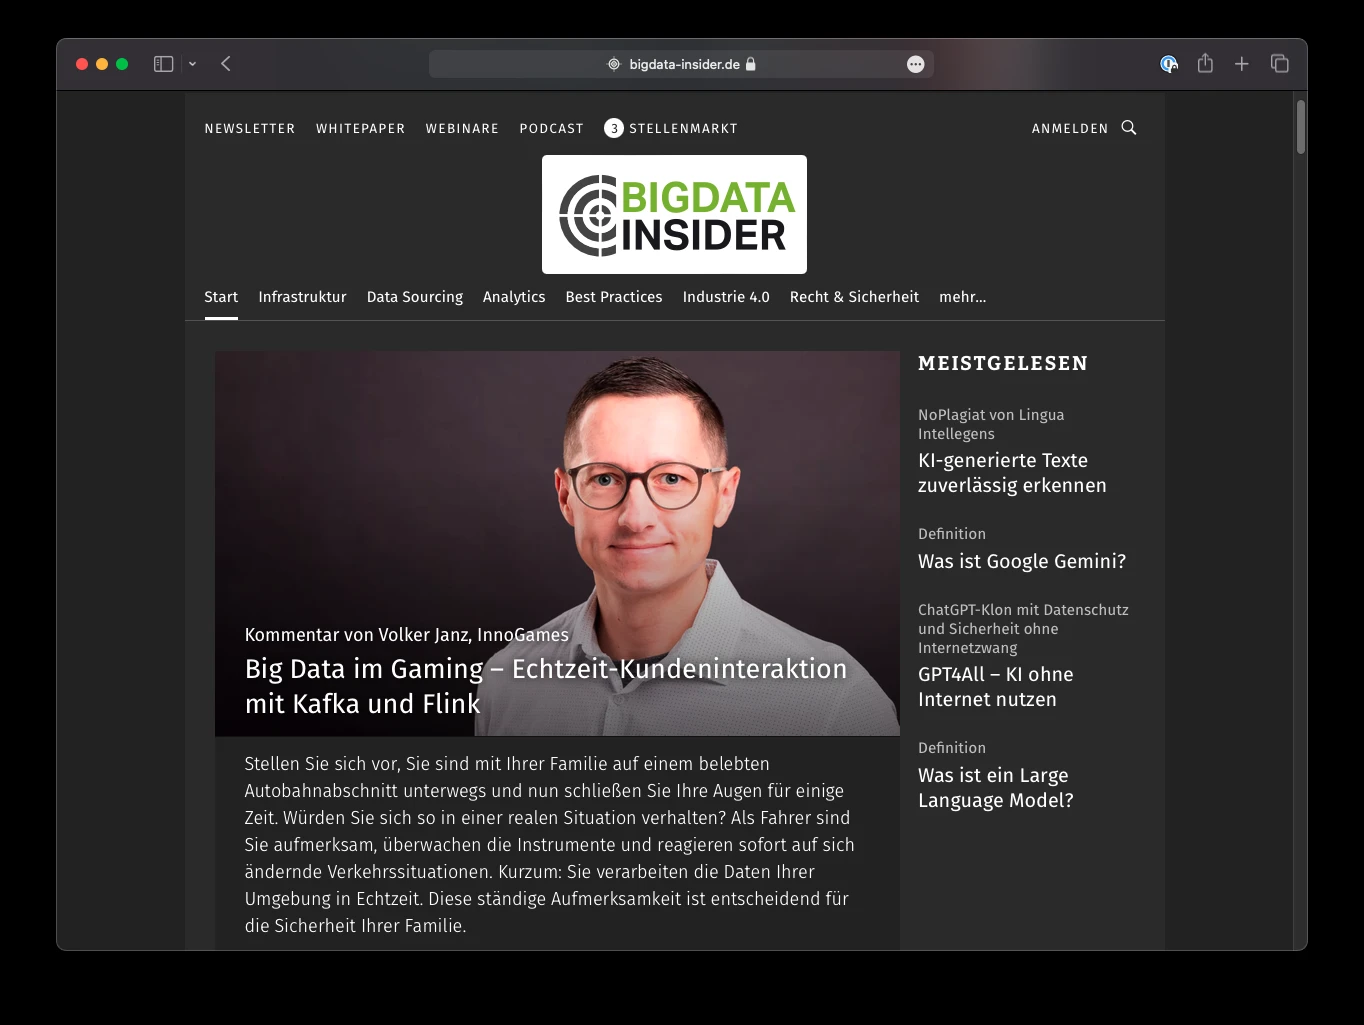 bigdata-insider.de
NEWSLETTER WHITEPAPER WEBINARE PODCAST 3 STELLENMARKT ANMELDEN
BIGDATA
INSIDER
Start Infrastruktur Data Sourcing Analytics Best Practices Industrie 4.0 Recht & Sicherheit mehr...
Kommentar von Volker Janz, InnoGames
Big Data im Gaming – Echtzeit-Kundeninteraktion
mit Kafka und Flink
Stellen Sie sich vor, Sie sind mit Ihrer Familie auf einem belebten
Autobahnabschnitt unterwegs und nun schließen Sie Ihre Augen für einige
Zeit. Würden Sie sich so in einer realen Situation verhalten? Als Fahrer sind
Sie aufmerksam, überwachen die Instrumente und reagieren sofort auf sich
ändernde Verkehrssituationen. Kurzum: Sie verarbeiten die Daten Ihrer
Umgebung in Echtzeit. Diese ständige Aufmerksamkeit ist entscheidend für
die Sicherheit Ihrer Familie.
MEISTGELESEN
NoPlagiat von Lingua
Intellegens
KI-generierte Texte
zuverlässig erkennen
Definition
Was ist Google Gemini?
ChatGPT-Klon mit Datenschutz
und Sicherheit ohne
Internetzwang
GPT4All – KI ohne
Internet nutzen
Definition
Was ist ein Large
Language Model?